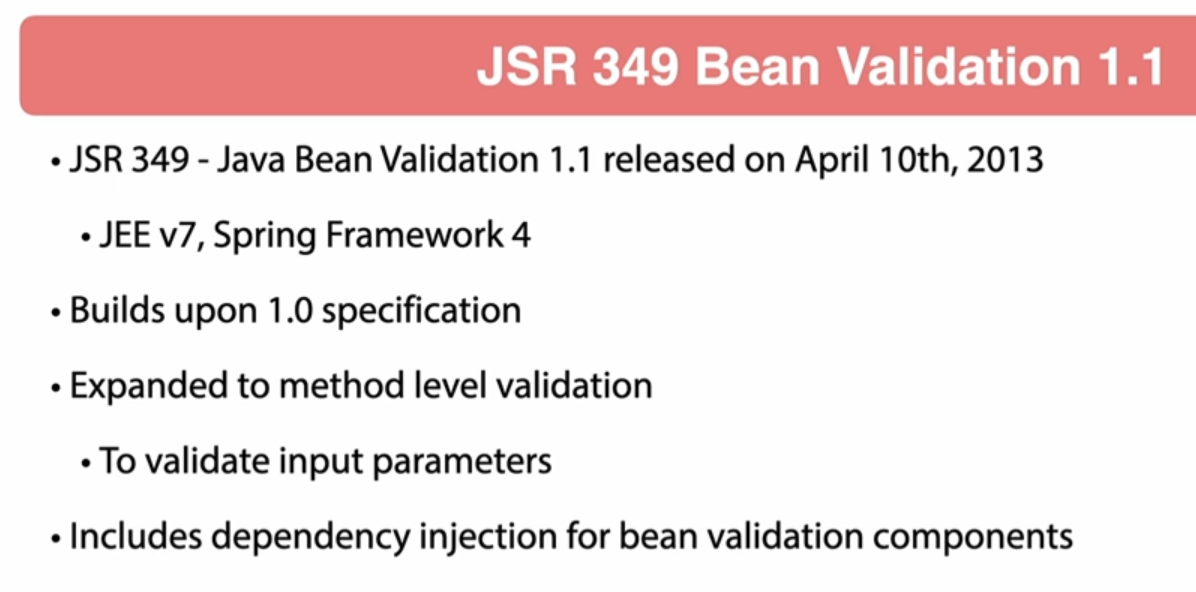 JSR 349 Bean Validation 1.1
• JSR 349 - Java Bean Validation 1.1 released on April 10th, 2013
• JEE v7, Spring Framework 4
• Builds upon 1.0 specification
• Expanded to method level validation
• To validate input parameters
• Includes dependency injection for bean validation components